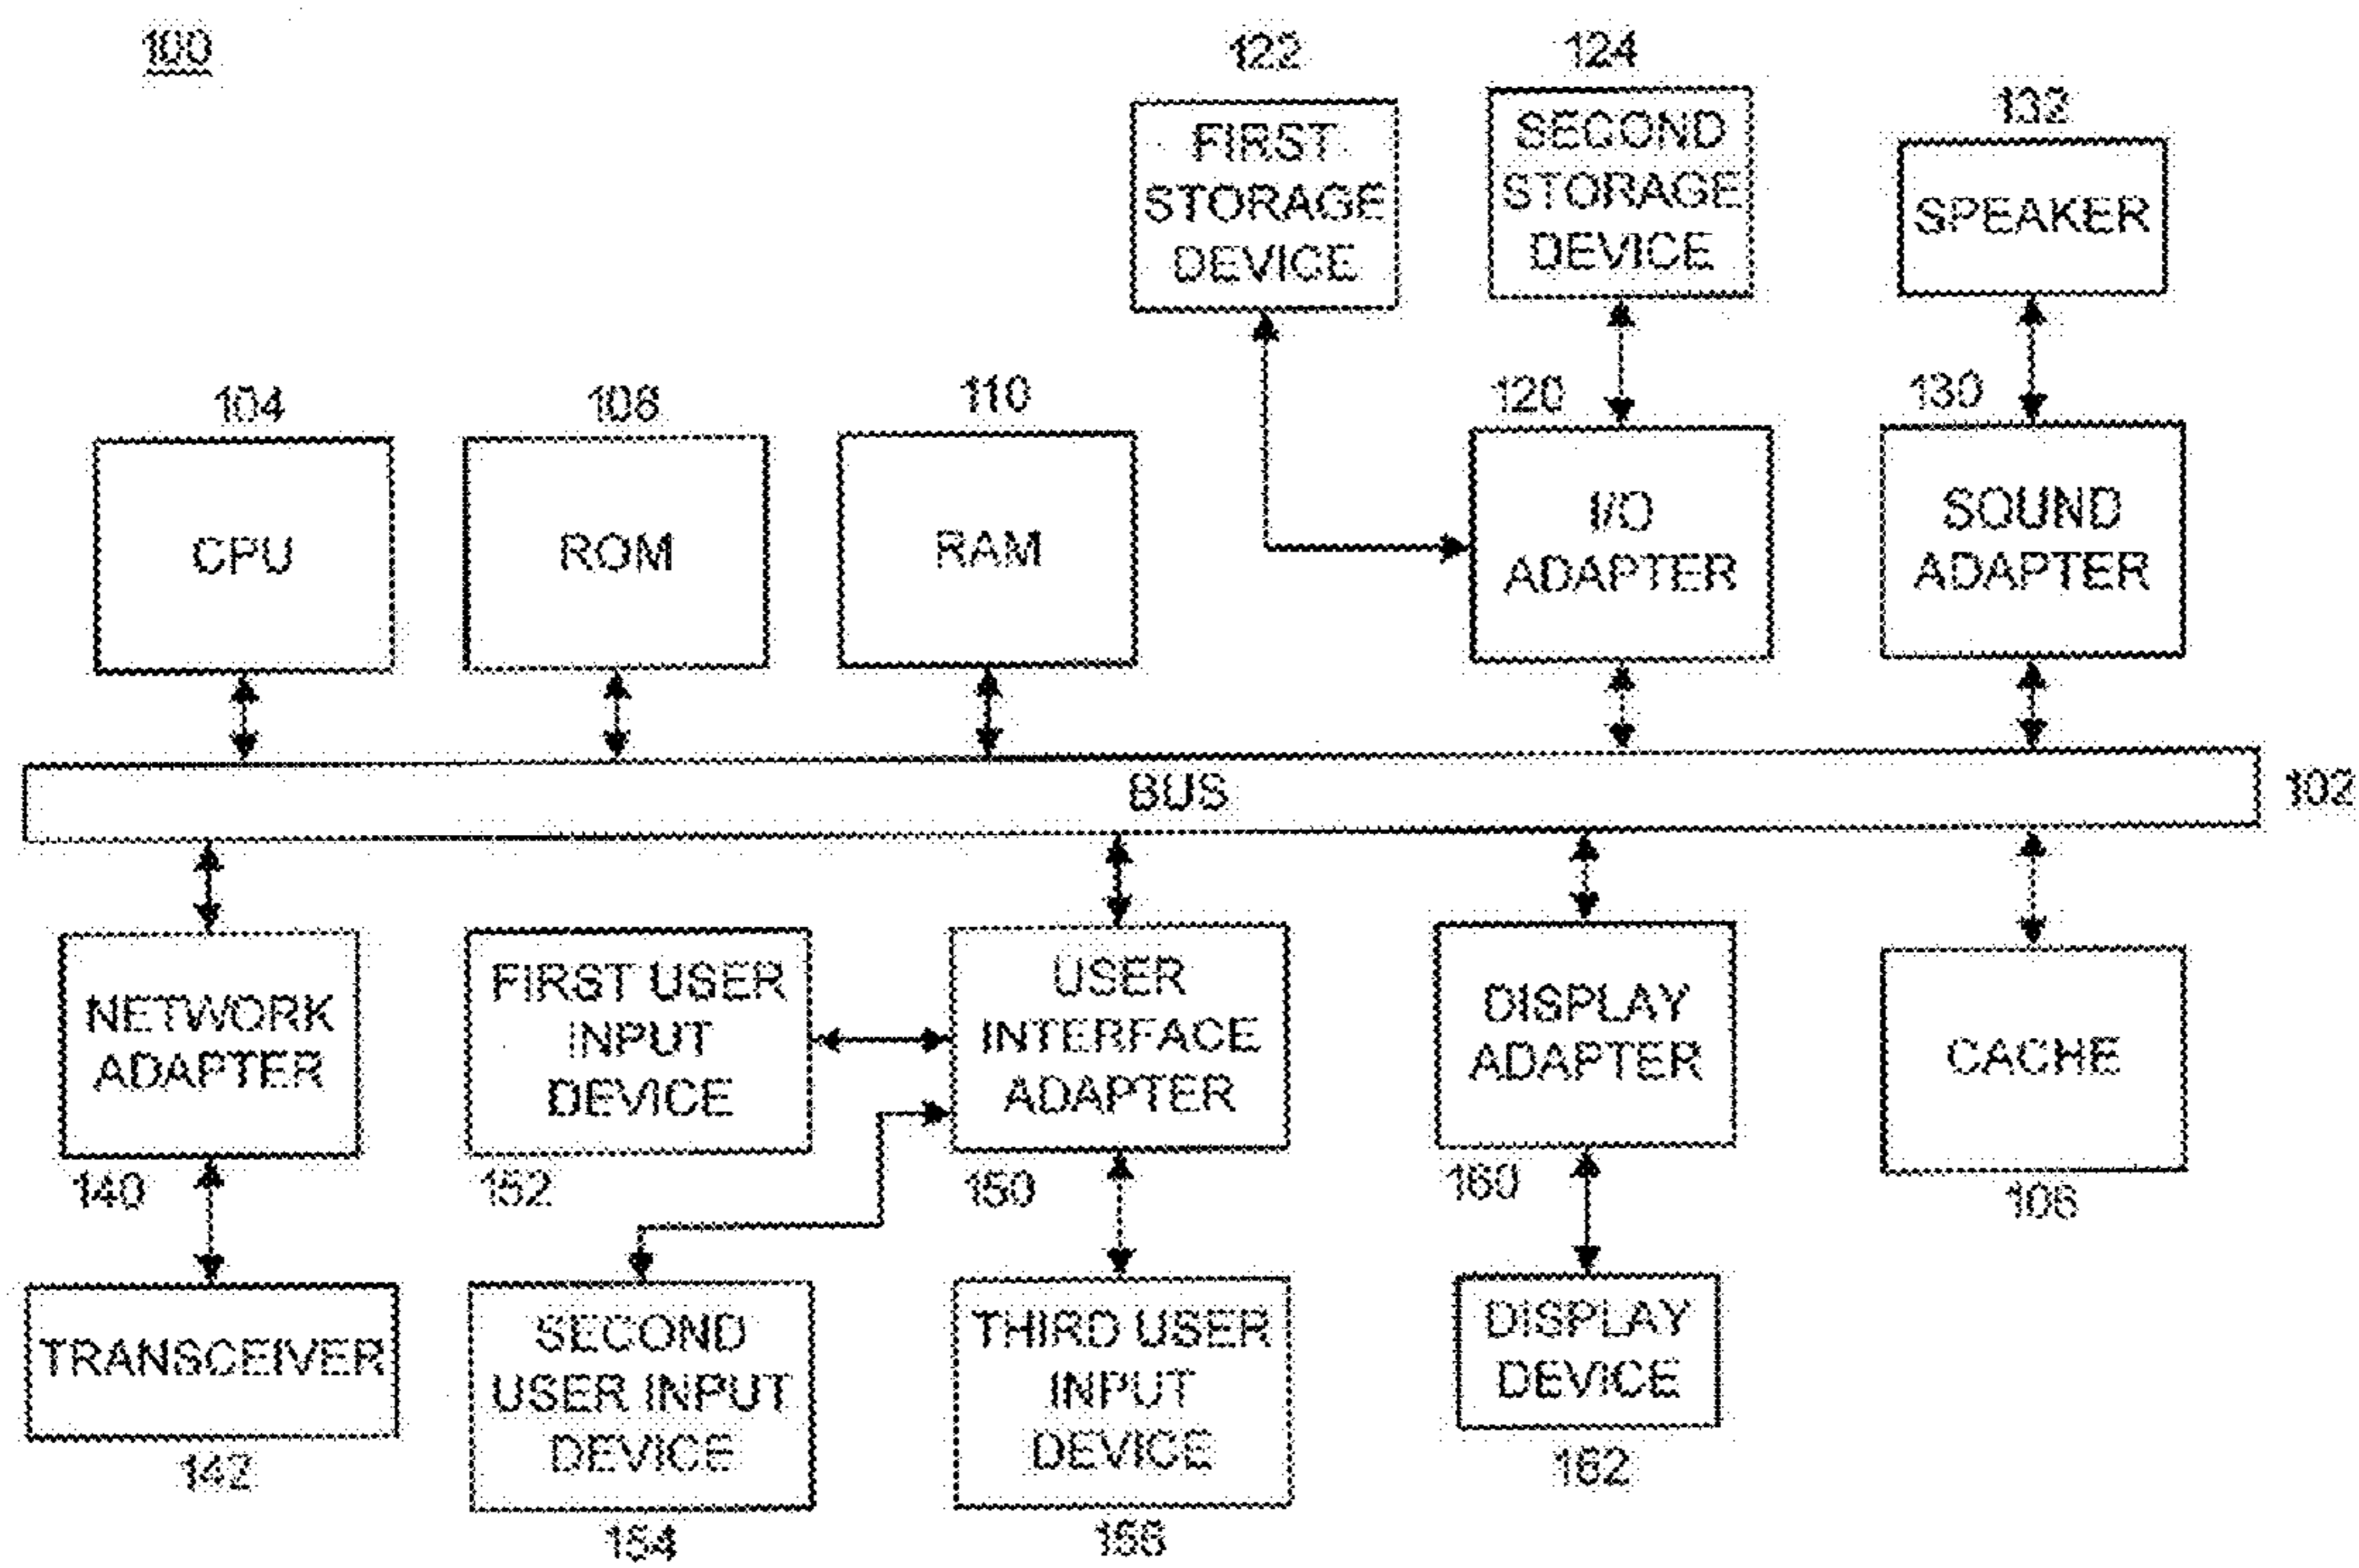 100
122
124
132
FIRST
STORAGE
DEVICE
SECOND
STORAGE
DEVICE
SPEAKER
104
108
110
120
130
CPU
ROM
RAM
I/O
ADAPTER
SOUND
ADAPTER
BUS
102
NETWORK
ADAPTER
FIRST USER
INPUT
DEVICE
USER
INTERFACE
ADAPTER
DISPLAY
ADAPTER
CACHE
140
152
150
160
106
TRANSCEIVER
SECOND
USER INPUT
DEVICE
THIRD USER
INPUT
DEVICE
DISPLAY
DEVICE
142
154
156
162